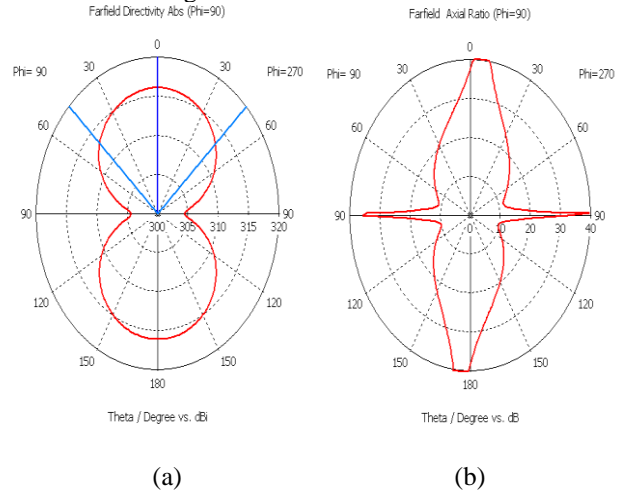 Farfield Directivity Abs (Phi=90)
0
Phi= 90 30 30 Phi=270
60 60
90 300 305 310 315 320 90
120 120
150 150
180
Theta / Degree vs. dBi
(a)
Farfield Axial Ratio (Phi=90)
0
Phi= 90 30 30 Phi=270
60 60
90 0 10 20 30 40 90
120 120
150 150
180
Theta / Degree vs. dB
(b)